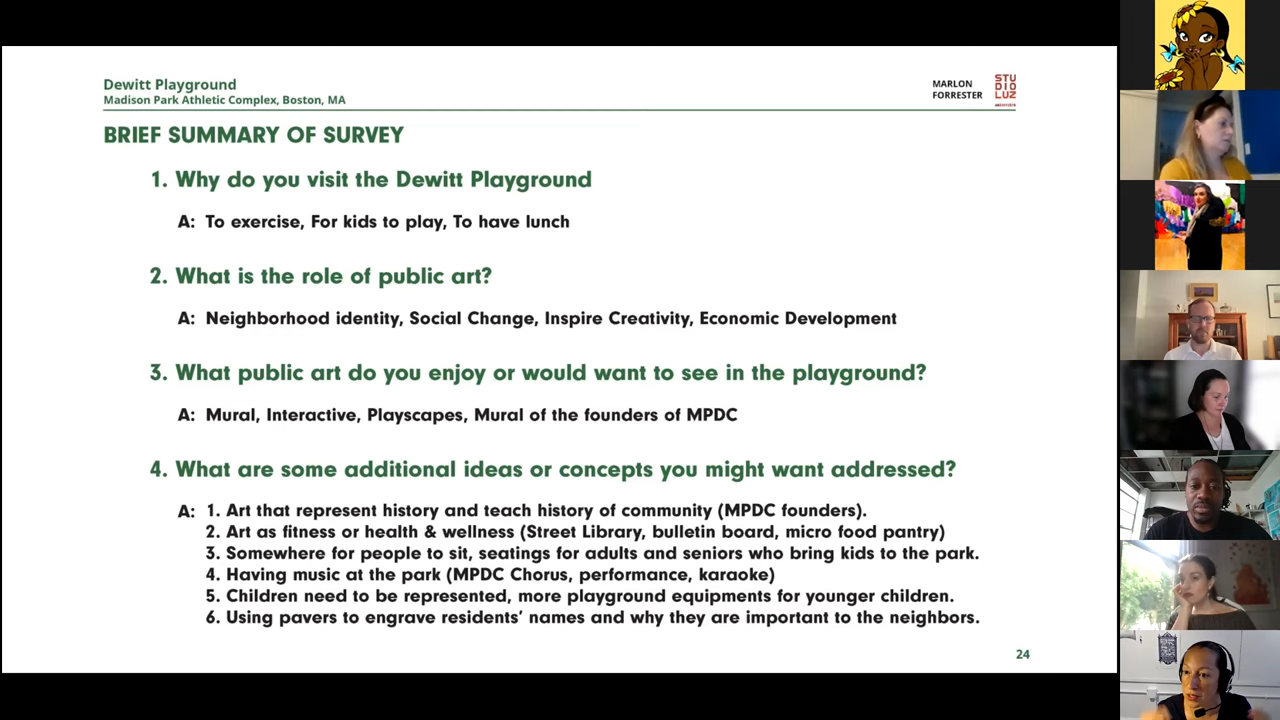 Dewitt Playground
Madison Park Athletic Complex, Boston, MA
MARLON
FORRESTER
STU
DIO
LUZ
ARCHITECTS
BRIEF SUMMARY OF SURVEY
1. Why do you visit the Dewitt Playground
A: To exercise, For kids to play, To have lunch
2. What is the role of public art?
A: Neighborhood identity, Social Change, Inspire Creativity, Economic Development
3. What public art do you enjoy or would want to see in the playground?
A: Mural, Interactive, Playscapes, Mural of the founders of MPDC
4. What are some additional ideas or concepts you might want addressed?
A: 1. Art that represent history and teach history of community (MPDC founders).
2. Art as fitness or health & wellness (Street Library, bulletin board, micro food pantry)
3. Somewhere for people to sit, seatings for adults and seniors who bring kids to the park.
4. Having music at the park (MPDC Chorus, performance, karaoke)
5. Children need to be represented, more playground equipments for younger children.
6. Using pavers to engrave residents' names and why they are important to the neighbors.
24